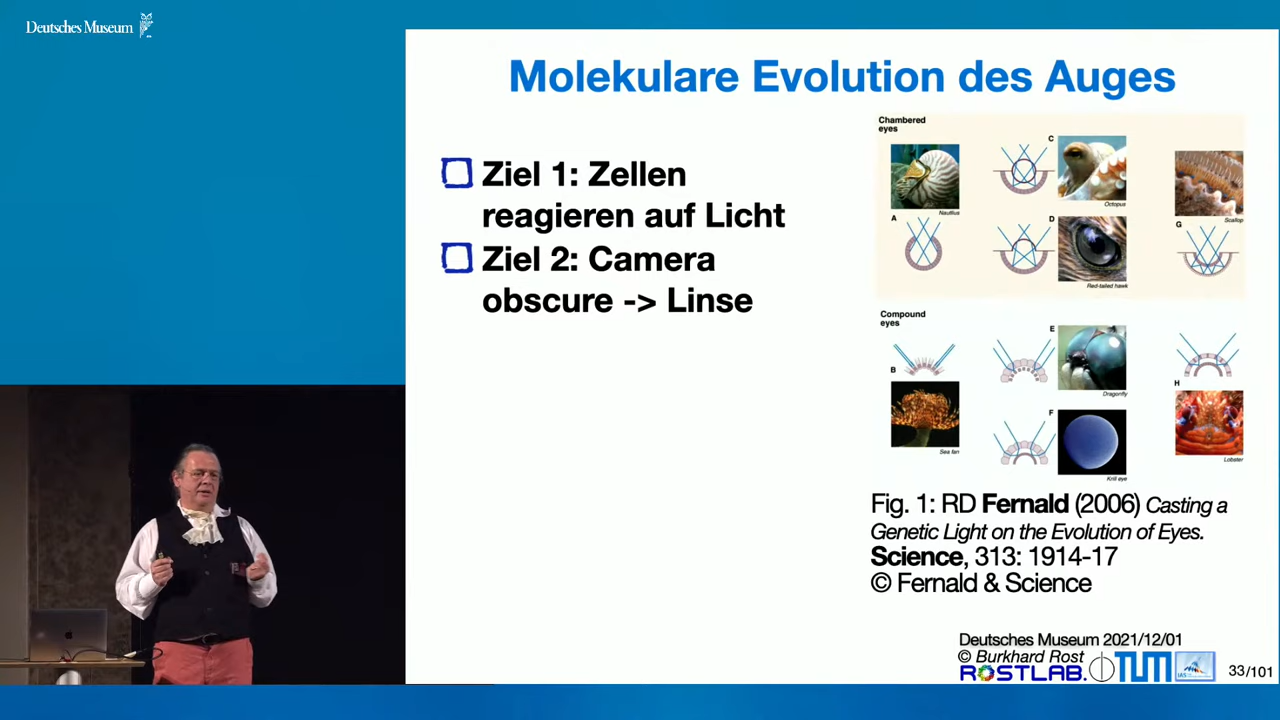 Deutsches Museum
Molekulare Evolution des Auges
Ziel 1: Zellen
reagieren auf Licht
Ziel 2: Camera
obscure -> Linse
Chambered
eyes
Nautilus
A
C
Octopus
D
Red-tailed hawk
Scallop
G
Compound
eyes
B
Sea fan
E
Dragonfly
F
Krill eye
H
Lobster
Fig. 1: RD Fernald (2006) Casting a
Genetic Light on the Evolution of Eyes.
Science, 313: 1914-17
© Fernald & Science
Deutsches Museum 2021/12/01
© Burkhard Rost
ROSTLAB.
TUM
IAS
33/101